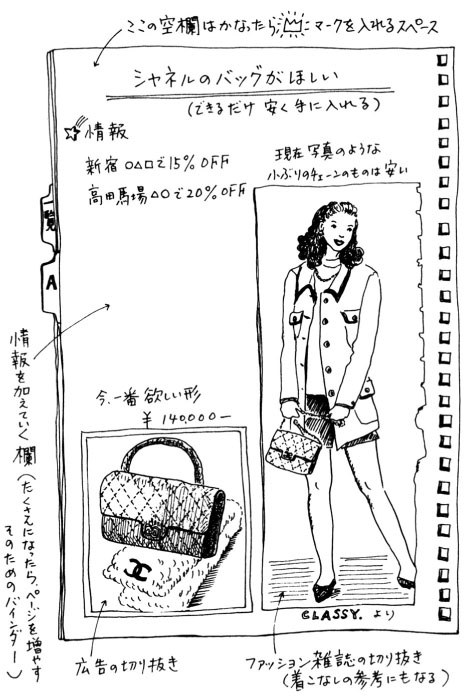 ここの空欄はかなったら マークを入れるスペース
シャネルのバッグがほしい
(できるだけ 安く手に入れる)
情報
新宿○△□で15% OFF
高田馬場△○で20% OFF
現在 写真のような
小ぶりのチェーンのものは安い
覧
A
情報を加えていく欄
(たくさんになったら、ページを増やす
そのためのバインダー)
今、一番 欲しい形
¥ 140,000-
CLASSY. より
広告の切り抜き
ファッション雑誌の切り抜き
(着こなしの参考にもなる)